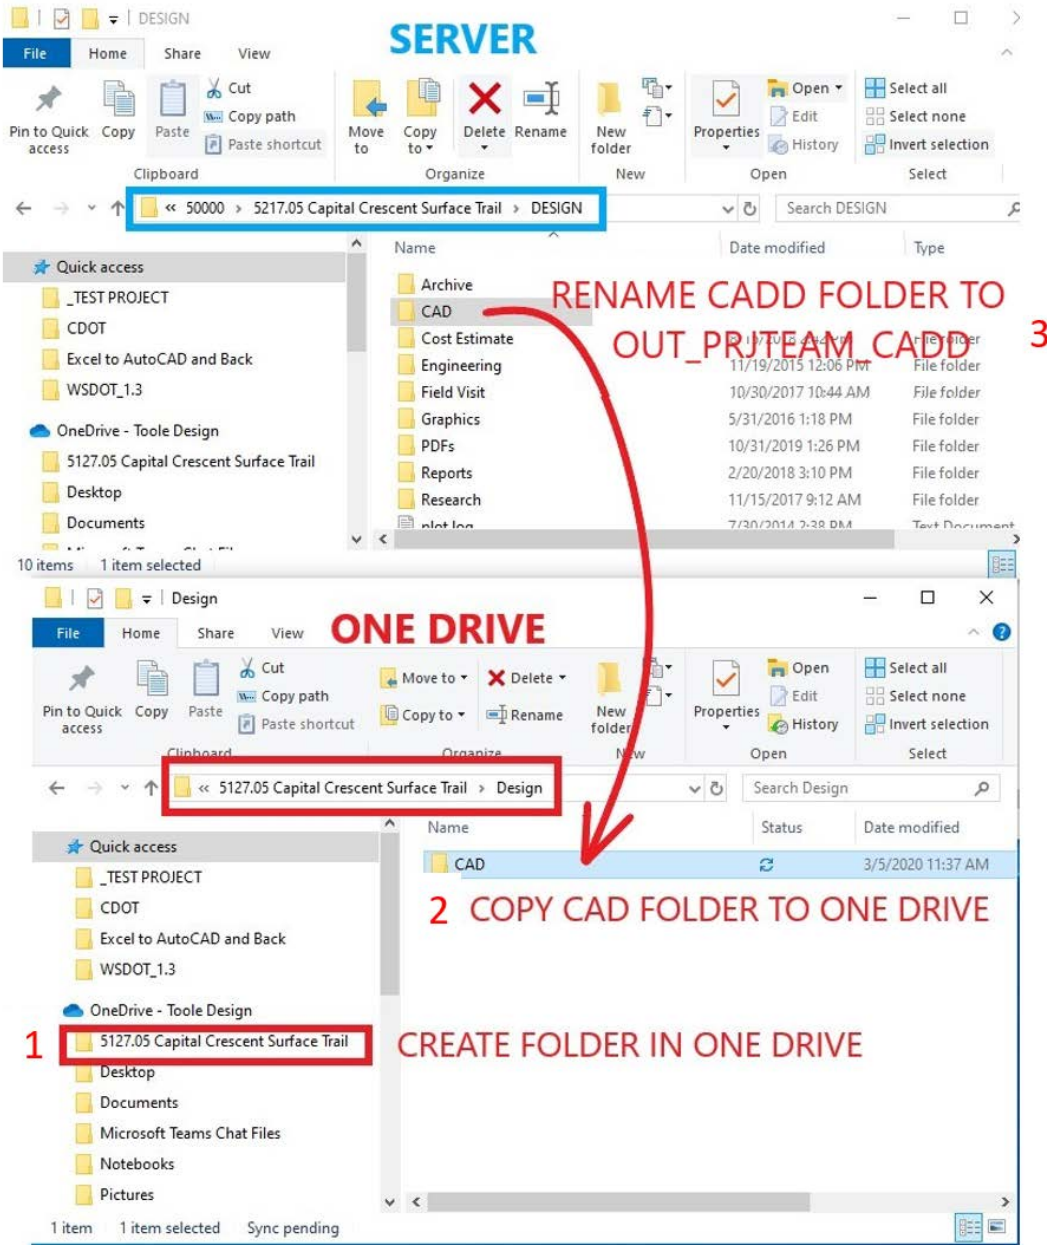 DESIGN
SERVER
File Home Share View
Pin to Quick access
Copy
Paste
Cut
Copy path
Paste shortcut
Move to
Copy to
Delete
Rename
New folder
Properties
Open
Edit
History
Select all
Select none
Invert selection
Clipboard Organize New Open Select
« 50000 › 5217.05 Capital Crescent Surface Trail › DESIGN
Search DESIGN
Quick access
_TEST PROJECT
CDOT
Excel to AutoCAD and Back
WSDOT_1.3
OneDrive - Toole Design
5127.05 Capital Crescent Surface Trail
Desktop
Documents
Name Date modified Type
Archive
CAD
RENAME CADD FOLDER TO
OUT_PRJTEAM_CADD
3
Cost Estimate
Engineering 11/19/2015 12:06 PM File folder
Field Visit 10/30/2017 10:44 AM File folder
Graphics 5/31/2016 1:18 PM File folder
PDFs 10/31/2019 1:26 PM File folder
Reports 2/20/2018 3:10 PM File folder
Research 11/15/2017 9:12 AM File folder
plot.log 7/30/2014 2:38 PM Text Document
10 items 1 item selected
Design
ONE DRIVE
File Home Share View
Pin to Quick access
Copy
Paste
Cut
Copy path
Paste shortcut
Move to
Copy to
Delete
Rename
New folder
Properties
Open
Edit
History
Select all
Select none
Invert selection
Clipboard Organize New Open Select
« 5127.05 Capital Crescent Surface Trail › Design
Search Design
Quick access
_TEST PROJECT
CDOT
Excel to AutoCAD and Back
WSDOT_1.3
OneDrive - Toole Design
1
5127.05 Capital Crescent Surface Trail
CREATE FOLDER IN ONE DRIVE
Desktop
Documents
Microsoft Teams Chat Files
Notebooks
Pictures
Name Status Date modified
CAD 3/5/2020 11:37 AM
2 COPY CAD FOLDER TO ONE DRIVE
1 item 1 item selected Sync pending